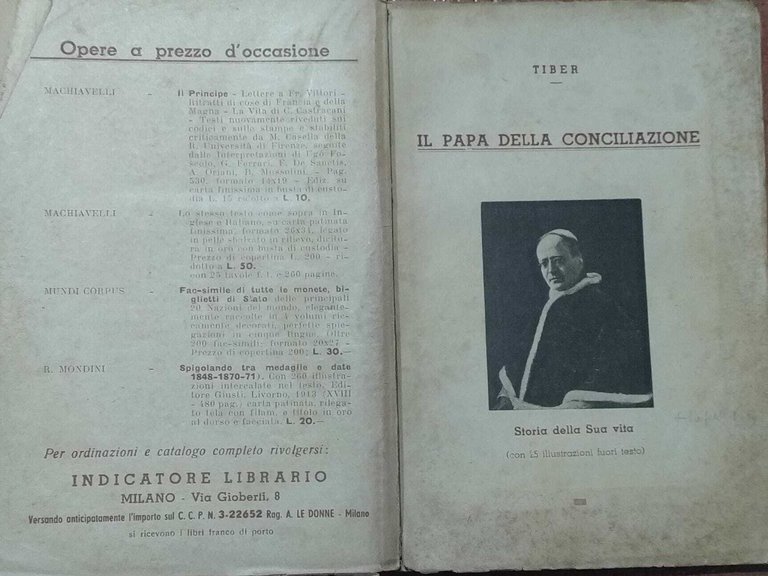 Opere a prezzo d'occasione
MACHIAVELLI - Il Principe - Lettere a Fr. Vittori -
Ritratti di cose di Francia e della
Magna - La Vita di C. Castracani
- Testi nuovamente riveduti sui
codici e sulle stampe e stabiliti
criticamente da M. Casella della
R. Università di Firenze, seguite
dalle Interpretazioni di Ugo Fo-
scolo, G. Ferrari, F. De Sanctis,
A. Oriani, B. Mussolini. - Pag.
530, formato 14x19 - Ediz. su
carta finissima in busta di custo-
dia L. 15 ridotto a L. 10,
MACHIAVELLI - Lo stesso testo come sopra in In-
glese e Italiano, su carta patinata
finissima, formato 26x34, legato
in pelle sbalzato in rilievo, dicitu-
ra in oro con busta di custodia -
Prezzo di copertina L. 200 - ri-
dotto a L. 50.
con 25 tavole f. t. e 260 pagine.
MUNDI CORPUS - Fac-simile di tutte le monete, bi-
glietti di Stato delle principali
20 Nazioni del mondo, elegante-
mente raccolte in 4 volumi ric-
camente decorati, perfette spie-
gazioni in cinque lingue. Oltre
200 fac-simili; formato 20x27 -
Prezzo di copertina 200; L. 30.—
R. MONDINI - Spigolando tra medaglie e date
1848-1870-71). Con 260 illustra-
zioni intercalate nel testo, Edi-
tore Giusti, Livorno, 1913 (XVIII
- 480 pag.) carta patinata, rilega-
to tela con filam. e titolo in oro
al dorso e facciata. L. 20.—
Per ordinazioni e catalogo completo rivolgersi:
INDICATORE LIBRARIO
MILANO - Via Gioberti, 8
Versando anticipatamente l'importo sul C. C. P. N. 3-22652 Rag. A. LE DONNE - Milano
si ricevono i libri franco di porto
TIBER
IL PAPA DELLA CONCILIAZIONE
Storia della Sua vita
(con 15 illustrazioni fuori testo)